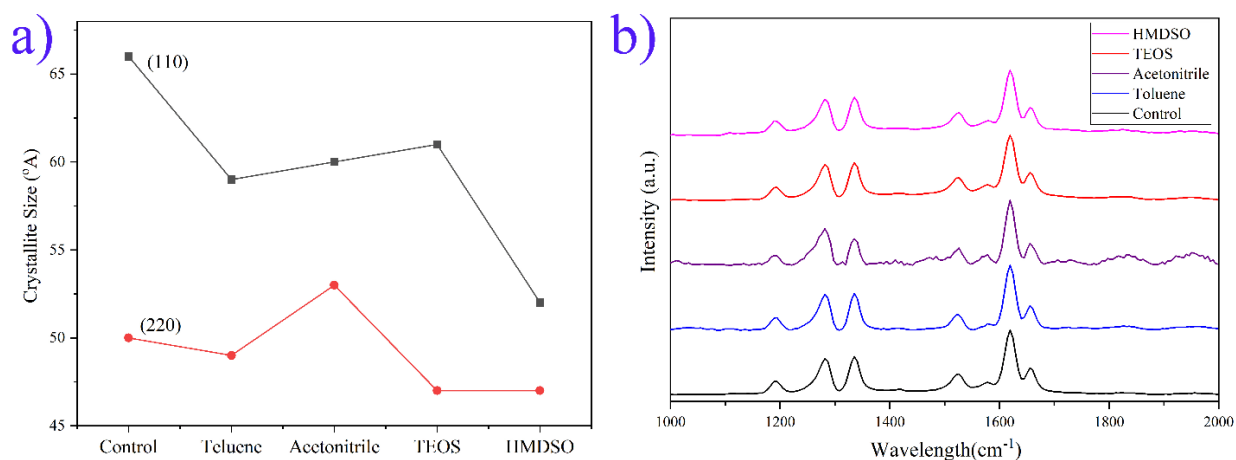 a)
Crystallite Size (°A)
65
60
55
50
45
(110)
(220)
Control
Teluene
Acetonitrile
TEOS
HMDSO
b)
Intensity (a.u.)
HMDSO
TEOS
Acetonitrile
Toluene
Control
1000 1200 1400 1600 1800 2000
Wavelength(cm⁻¹)